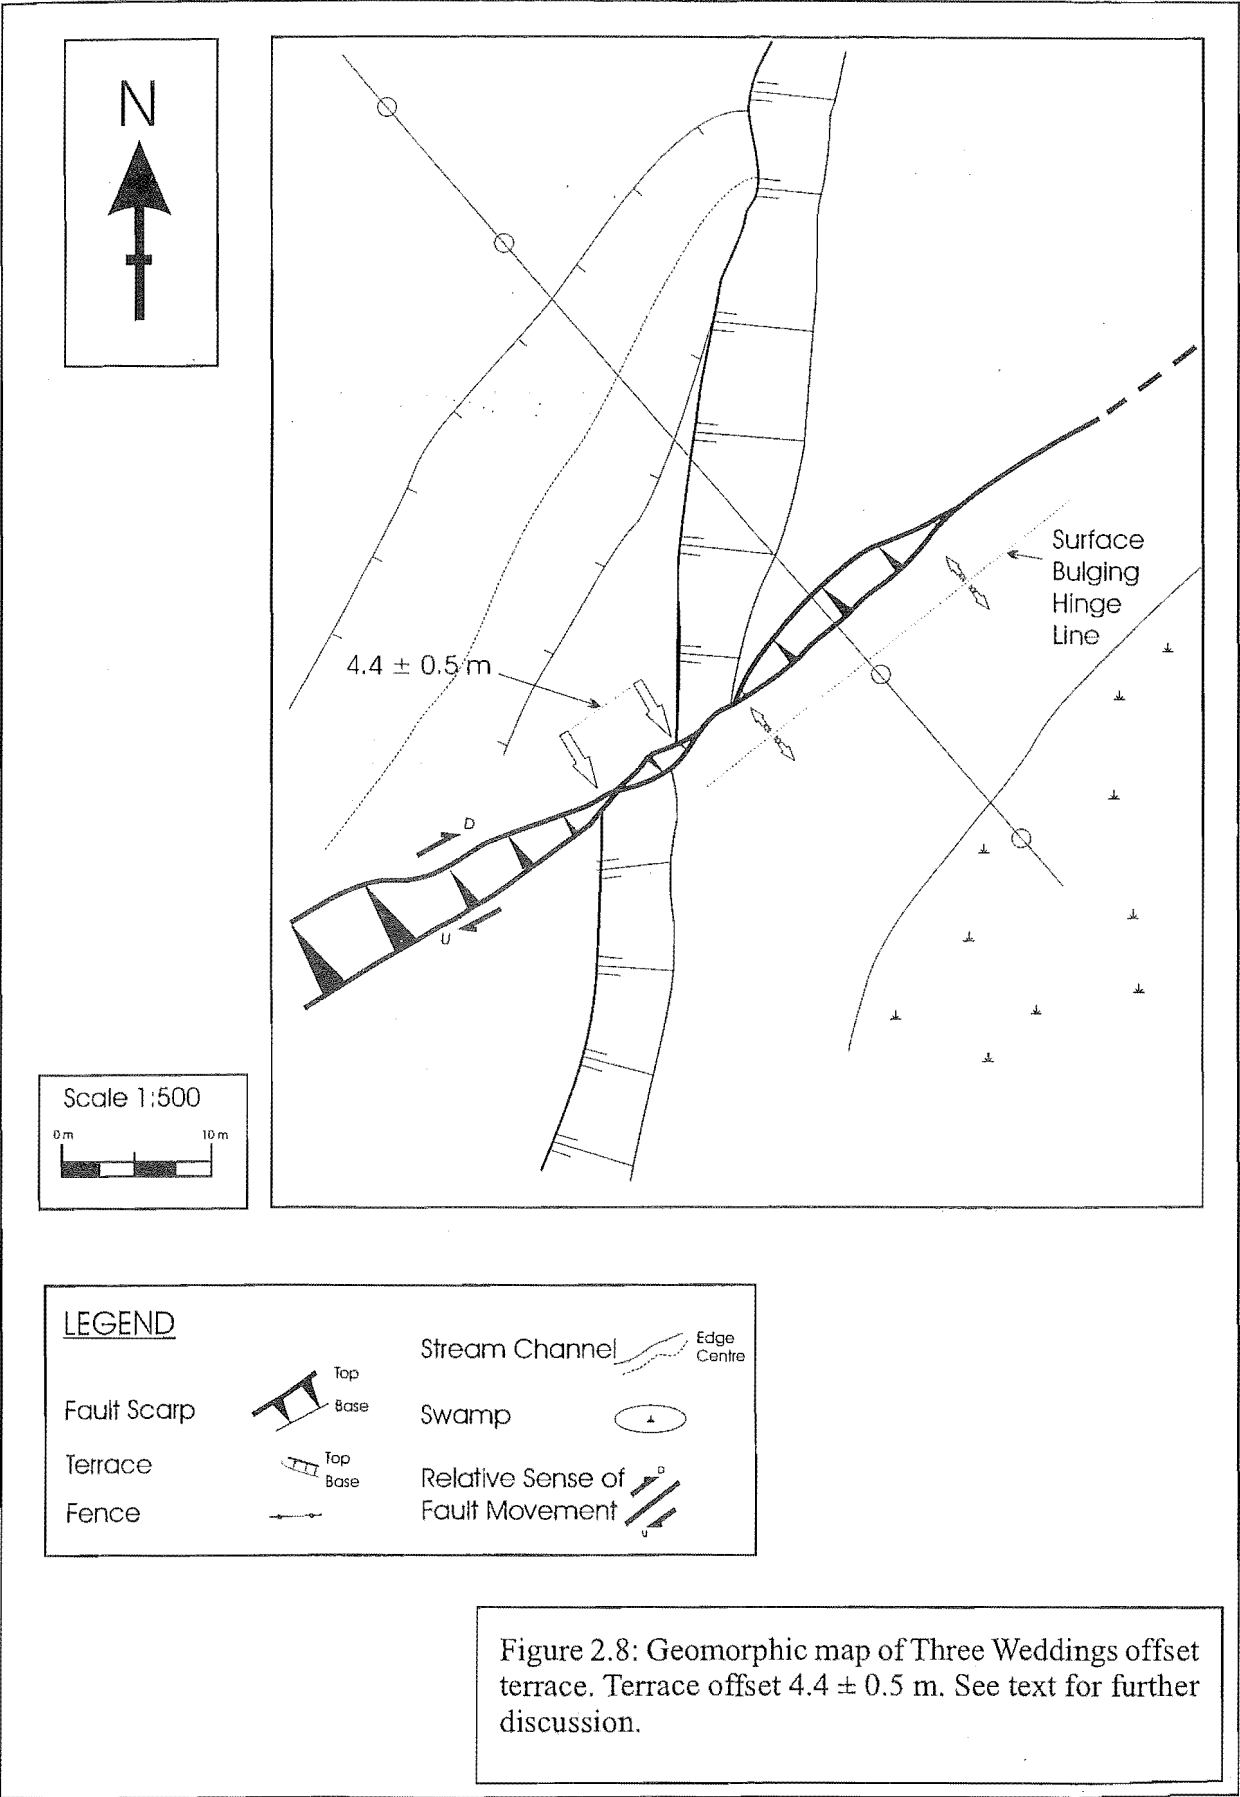 N
Surface
Bulging
Hinge
Line
4.4 ± 0.5 m
D
U
Scale 1:500
0 m 10 m
LEGEND
Fault Scarp
Top
Base
Terrace
Top
Base
Fence
Stream Channel
Edge
Centre
Swamp
Relative Sense of
Fault Movement
D
U
Figure 2.8: Geomorphic map of Three Weddings offset
terrace. Terrace offset 4.4 ± 0.5 m. See text for further
discussion.